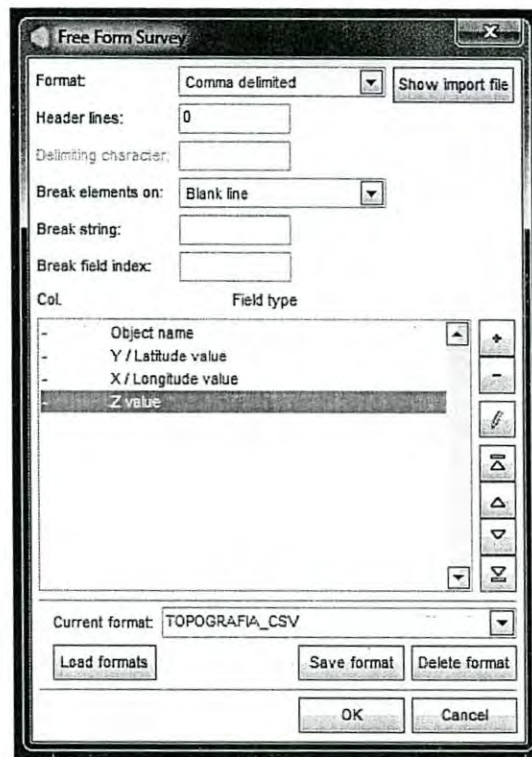 Free Form Survey
Format: Comma delimited Show import file
Header lines: 0
Delimiting character:
Break elements on: Blank line
Break string:
Break field index:
Col. Field type
- Object name
- Y / Latitude value
- X / Longitude value
- Z value
Current format: TOPOGRAFIA_CSV
Load formats Save format Delete format
OK Cancel